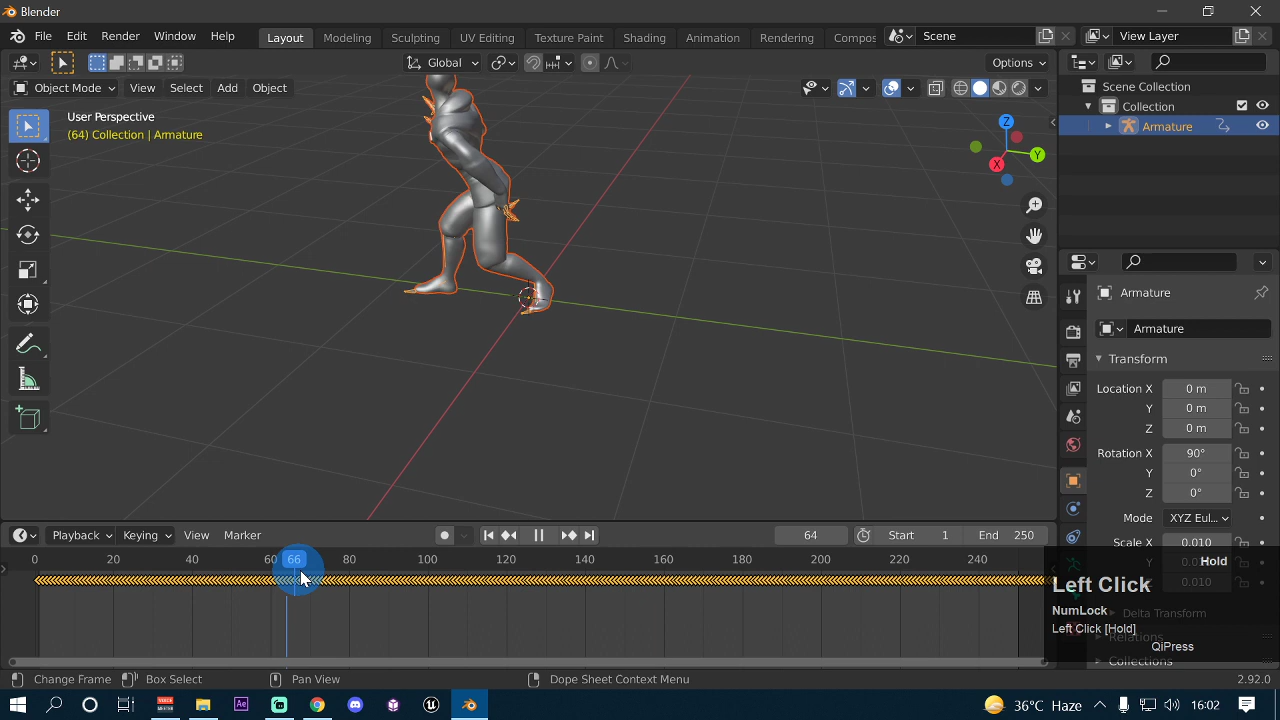 Blender
File Edit Render Window Help Layout Modeling Sculpting UV Editing Texture Paint Shading Animation Rendering Compos Scene View Layer
Global Options
Object Mode View Select Add Object
User Perspective
(64) Collection | Armature
Z
Y
X
Scene Collection
Collection
Armature
Armature
Armature
Transform
Location X 0 m
Y 0 m
Z 0 m
Rotation X 90°
Y 0°
Z 0°
Mode XYZ Eul...
Scale X 0.010
Y 0.0
Z 0.010
Delta Transform
Relations
Collections
Hold
Left Click
NumLock
Left Click [Hold]
QiPress
Playback Keying View Marker 64 Start 1 End 250
0 20 40 60 66 80 100 120 140 160 180 200 220 240
Change Frame Box Select Pan View Dope Sheet Context Menu 2.92.0
36°C Haze 16:02